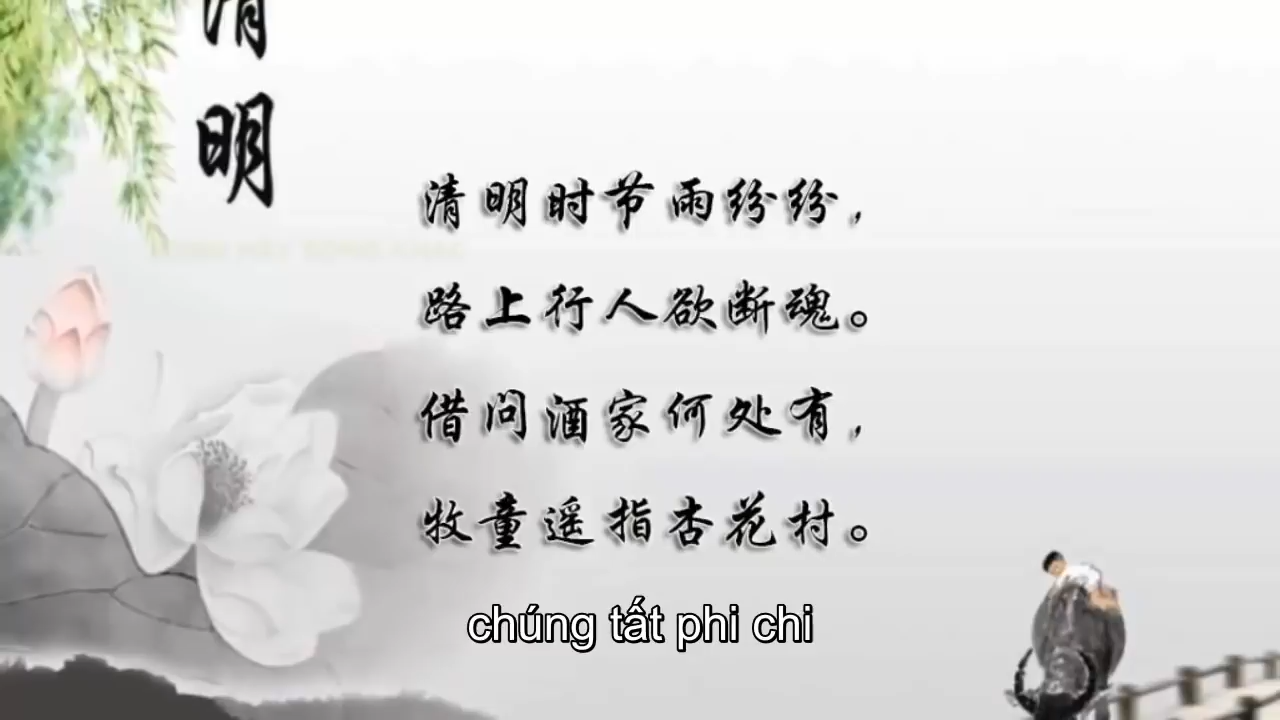 清明
清明时节雨纷纷，
路上行人欲断魂。
借问酒家何处有，
牧童遥指杏花村。
chúng tất phi chi